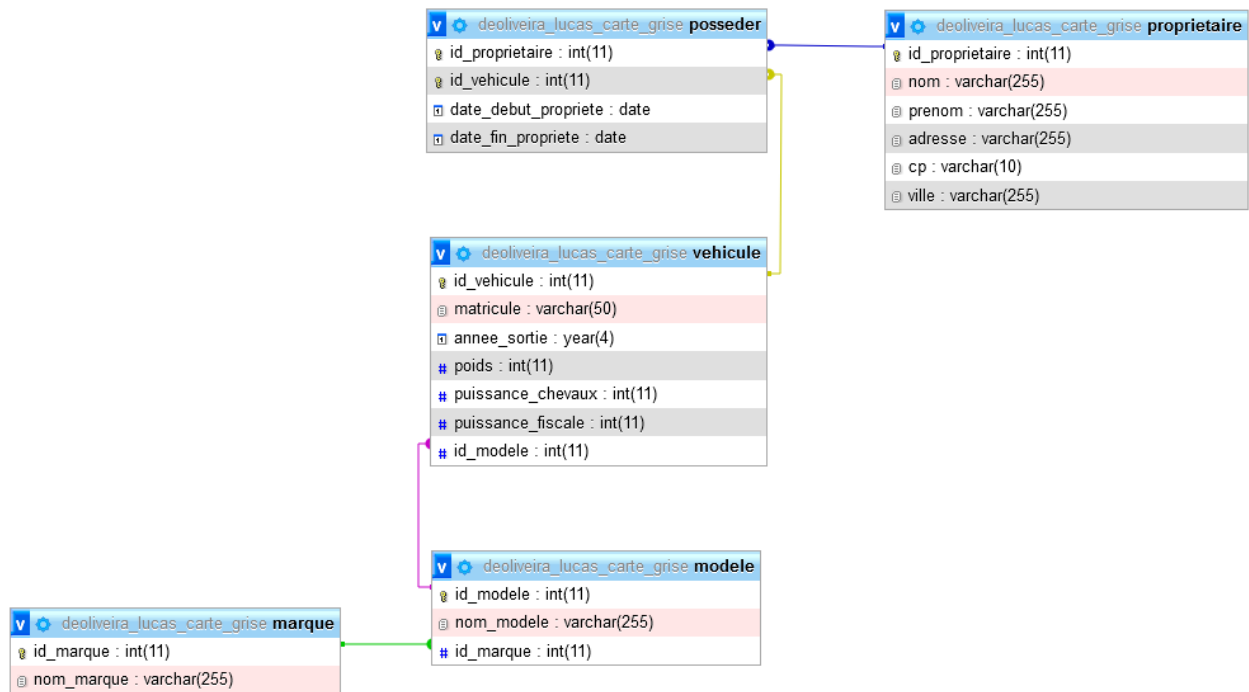 deoliveira_lucas_carte_grise posseder
id_proprietaire : int(11)
id_vehicule : int(11)
date_debut_propriete : date
date_fin_propriete : date
deoliveira_lucas_carte_grise proprietaire
id_proprietaire : int(11)
nom : varchar(255)
prenom : varchar(255)
adresse : varchar(255)
cp : varchar(10)
ville : varchar(255)
deoliveira_lucas_carte_grise vehicule
id_vehicule : int(11)
matricule : varchar(50)
annee_sortie : year(4)
# poids : int(11)
# puissance_chevaux : int(11)
# puissance_fiscale : int(11)
# id_modele : int(11)
deoliveira_lucas_carte_grise modele
id_modele : int(11)
nom_modele : varchar(255)
# id_marque : int(11)
deoliveira_lucas_carte_grise marque
id_marque : int(11)
nom_marque : varchar(255)